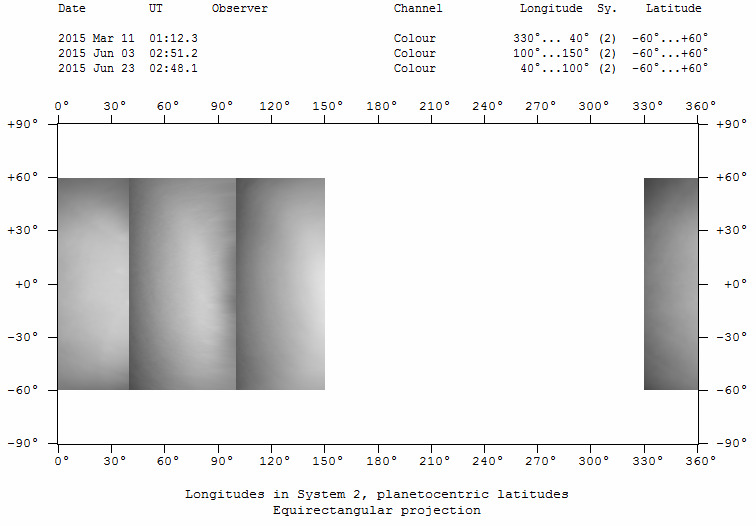 Date UT Observer Channel Longitude Sy. Latitude
2015 Mar 11 01:12.3 Colour 330°... 40° (2) -60°...+60°
2015 Jun 03 02:51.2 Colour 100°...150° (2) -60°...+60°
2015 Jun 23 02:48.1 Colour 40°...100° (2) -60°...+60°
0° 30° 60° 90° 120° 150° 180° 210° 240° 270° 300° 330° 360°
+90° +90°
+60° +60°
+30° +30°
+0° +0°
-30° -30°
-60° -60°
-90° -90°
0° 30° 60° 90° 120° 150° 180° 210° 240° 270° 300° 330° 360°
Longitudes in System 2, planetocentric latitudes
Equirectangular projection